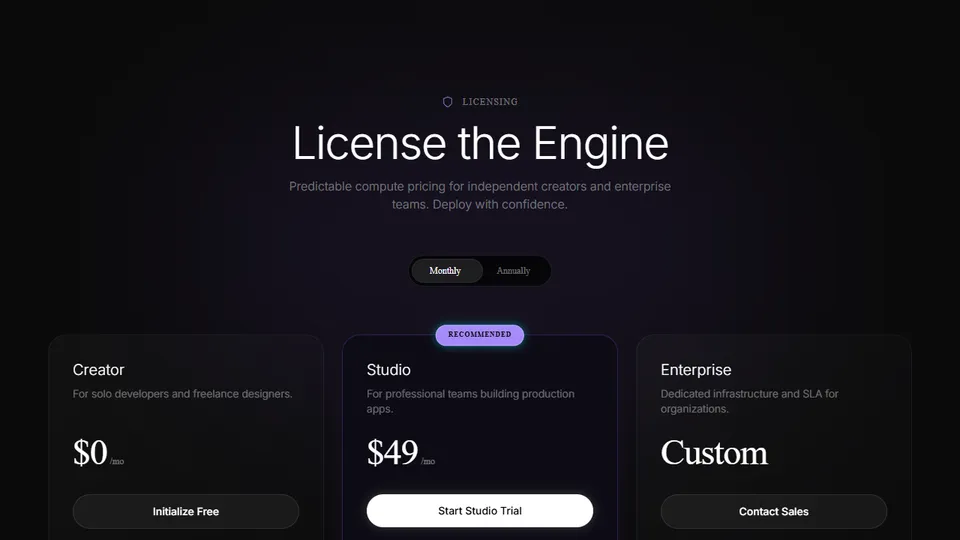 LICENSING
License the Engine
Predictable compute pricing for independent creators and enterprise
teams. Deploy with confidence.
Monthly
Annually
RECOMMENDED
Creator
For solo developers and freelance designers.
$0 /mo
Initialize Free
Studio
For professional teams building production
apps.
$49 /mo
Start Studio Trial
Enterprise
Dedicated infrastructure and SLA for
organizations.
Custom
Contact Sales